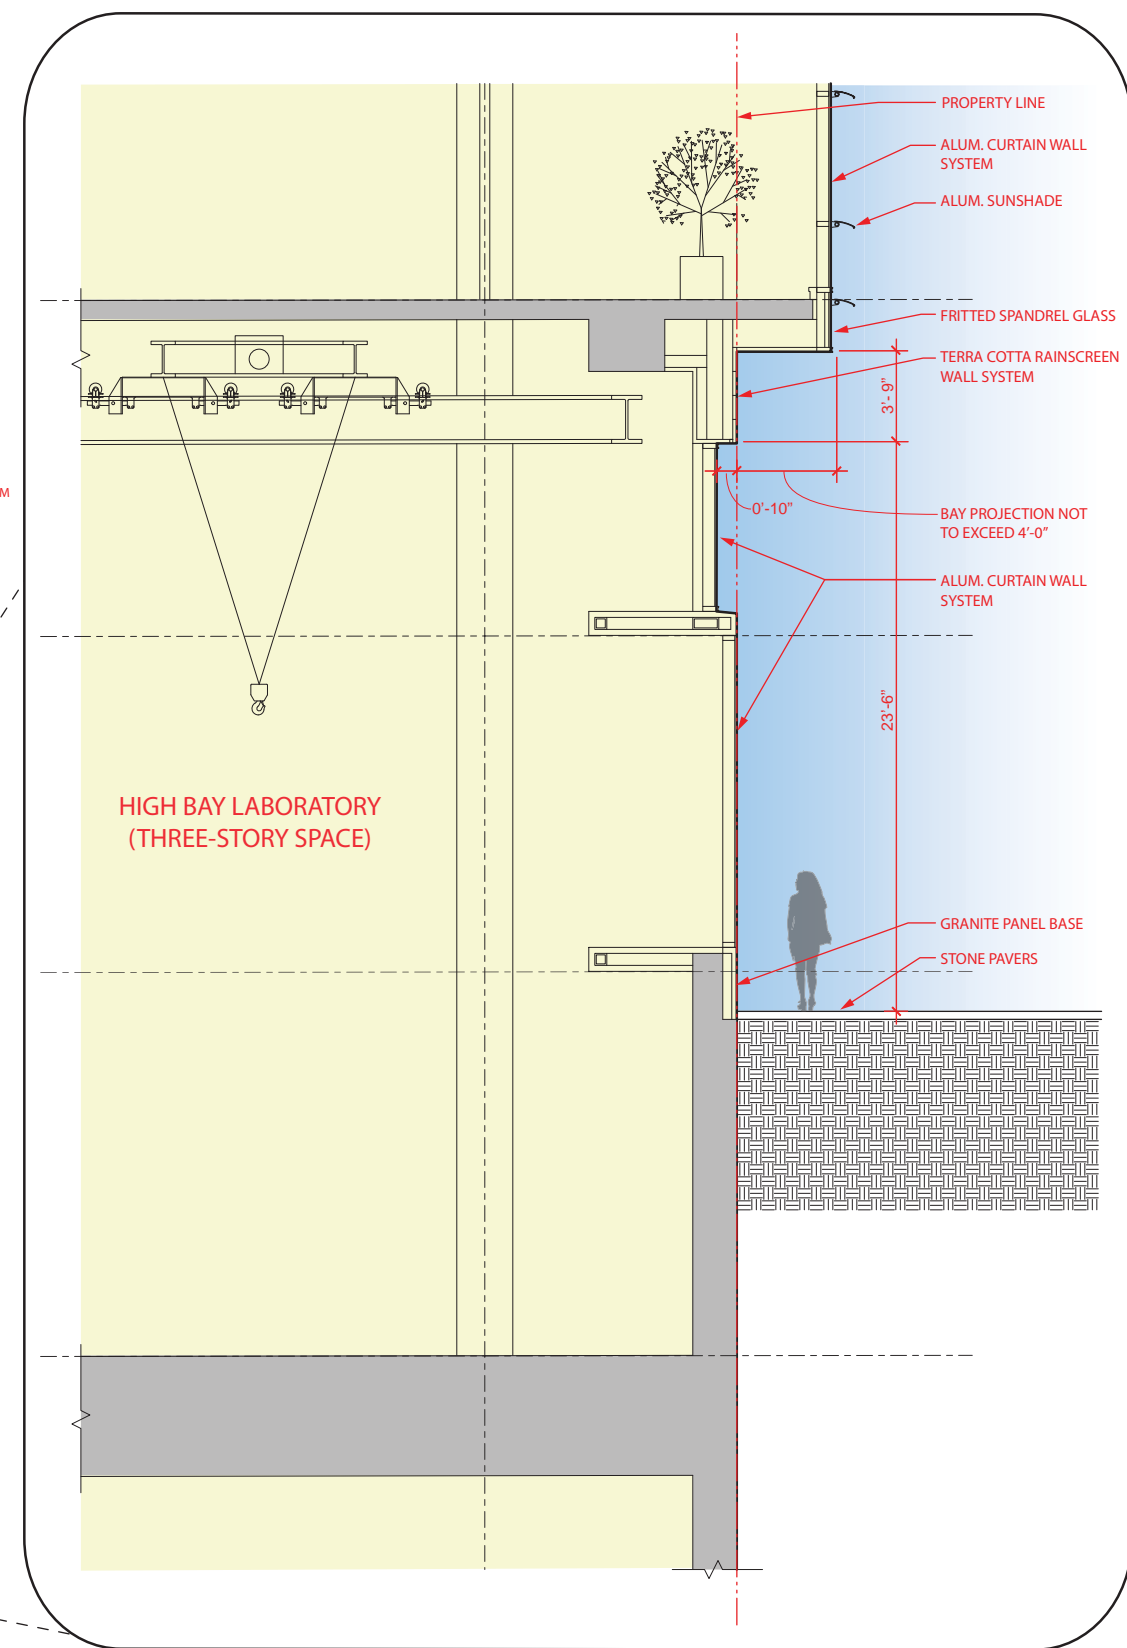 PROPERTY LINE
ALUM. CURTAIN WALL
SYSTEM
ALUM. SUNSHADE
FRITTED SPANDREL GLASS
TERRA COTTA RAINSCREEN
WALL SYSTEM
3'- 9"
M
0'-10"
BAY PROJECTION NOT
TO EXCEED 4'-0"
ALUM. CURTAIN WALL
SYSTEM
23'-6"
HIGH BAY LABORATORY
(THREE-STORY SPACE)
GRANITE PANEL BASE
STONE PAVERS